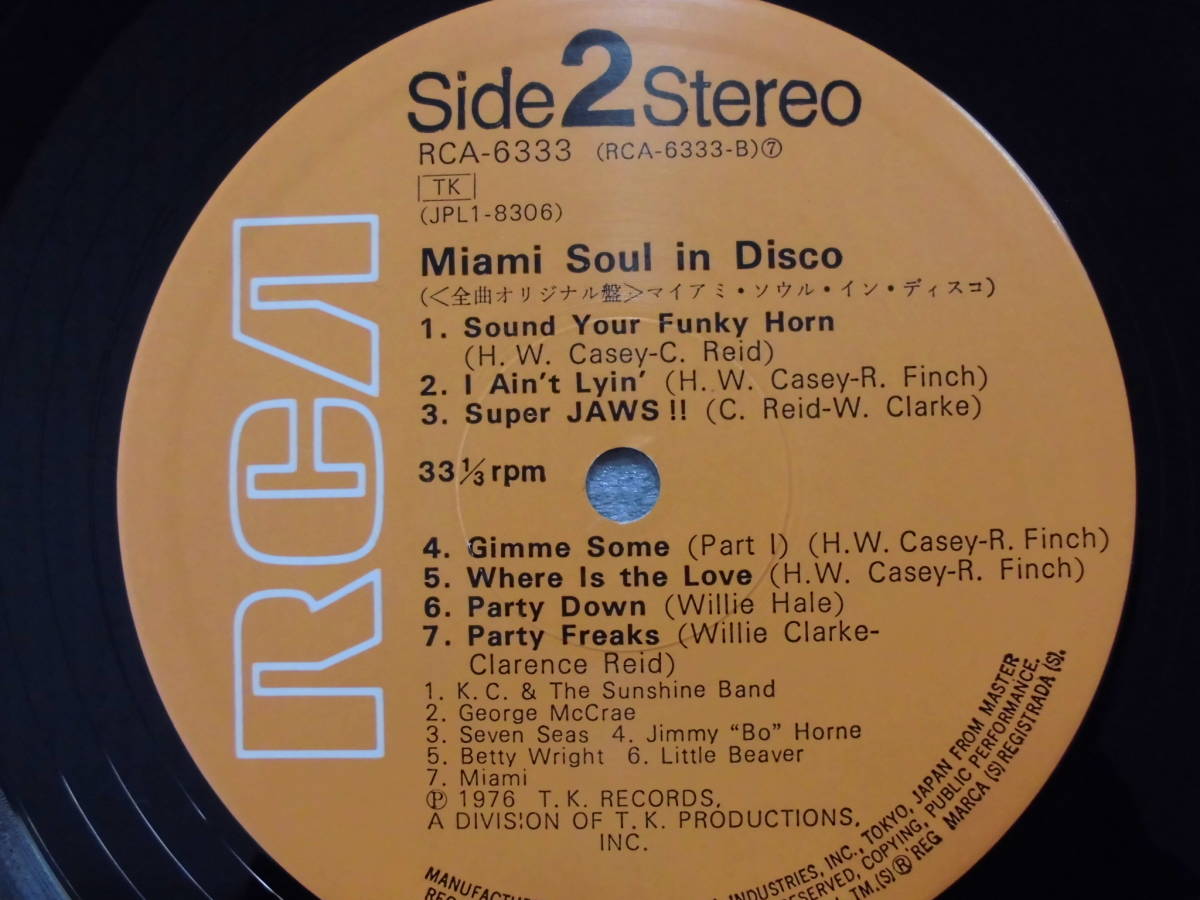 Side 2 Stereo
RCA-6333 (RCA-6333-B)⑦
TK
(JPL1-8306)
Miami Soul in Disco
(<全曲オリジナル盤>マイアミ・ソウル・イン・ディスコ)
1. Sound Your Funky Horn
(H. W. Casey-C. Reid)
2. I Ain't Lyin' (H. W. Casey-R. Finch)
3. Super JAWS!! (C. Reid-W. Clarke)
33 1/3 rpm
4. Gimme Some (Part I) (H.W. Casey-R. Finch)
5. Where Is the Love (H.W. Casey-R. Finch)
6. Party Down (Willie Hale)
7. Party Freaks (Willie Clarke-
Clarence Reid)
1. K.C. & The Sunshine Band
2. George McCrae
3. Seven Seas 4. Jimmy "Bo" Horne
5. Betty Wright 6. Little Beaver
7. Miami
℗ 1976 T.K. RECORDS,
A DIVISION OF T.K. PRODUCTIONS,
INC.
RCA
INDUSTRIES, INC., TOKYO, JAPAN FROM MASTER
COPYING, PUBLIC PERFORMANCE,
TM.(S)® REG MARCA (S) REGISTRADA (S).